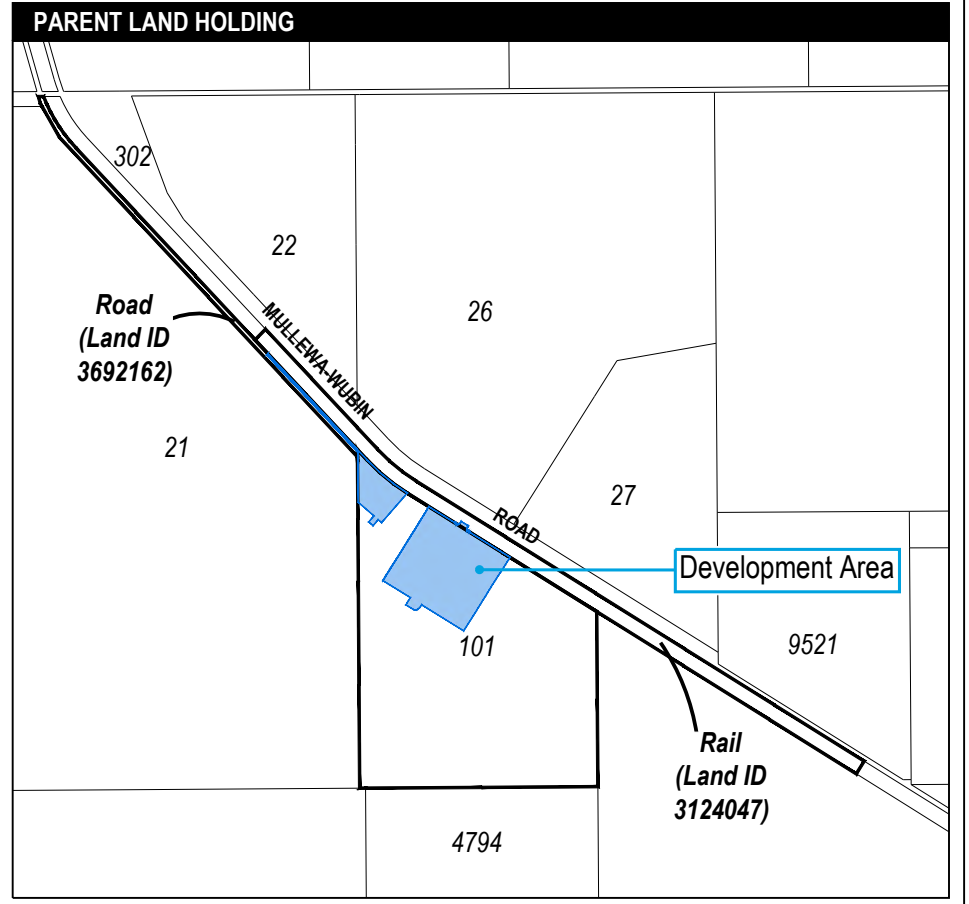 PARENT LAND HOLDING
302
22
26
Road
(Land ID
3692162)
MULLEWA-WUBIN
21
27
ROAD
Development Area
101
9521
Rail
(Land ID
3124047)
4794